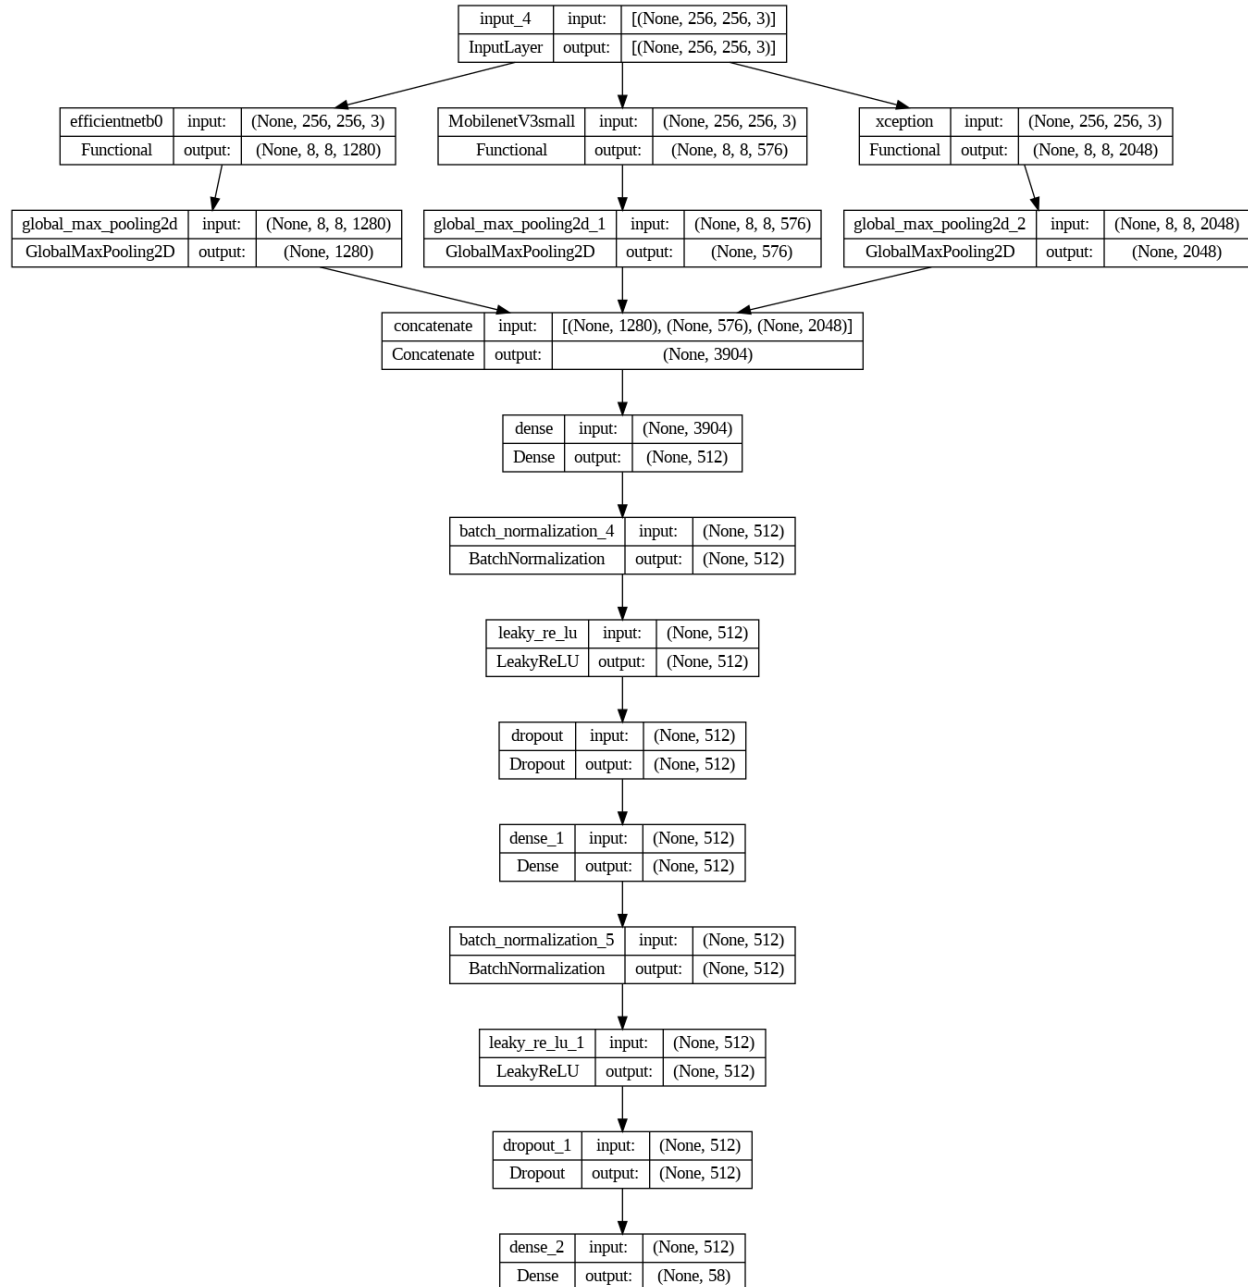 input_4 input: [(None, 256, 256, 3)]
InputLayer output: [(None, 256, 256, 3)]
efficientnetb0 input: (None, 256, 256, 3)
Functional output: (None, 8, 8, 1280)
MobilenetV3small input: (None, 256, 256, 3)
Functional output: (None, 8, 8, 576)
xception input: (None, 256, 256, 3)
Functional output: (None, 8, 8, 2048)
global_max_pooling2d input: (None, 8, 8, 1280)
GlobalMaxPooling2D output: (None, 1280)
global_max_pooling2d_1 input: (None, 8, 8, 576)
GlobalMaxPooling2D output: (None, 576)
global_max_pooling2d_2 input: (None, 8, 8, 2048)
GlobalMaxPooling2D output: (None, 2048)
concatenate input: [(None, 1280), (None, 576), (None, 2048)]
Concatenate output: (None, 3904)
dense input: (None, 3904)
Dense output: (None, 512)
batch_normalization_4 input: (None, 512)
BatchNormalization output: (None, 512)
leaky_re_lu input: (None, 512)
LeakyReLU output: (None, 512)
dropout input: (None, 512)
Dropout output: (None, 512)
dense_1 input: (None, 512)
Dense output: (None, 512)
batch_normalization_5 input: (None, 512)
BatchNormalization output: (None, 512)
leaky_re_lu_1 input: (None, 512)
LeakyReLU output: (None, 512)
dropout_1 input: (None, 512)
Dropout output: (None, 512)
dense_2 input: (None, 512)
Dense output: (None, 58)